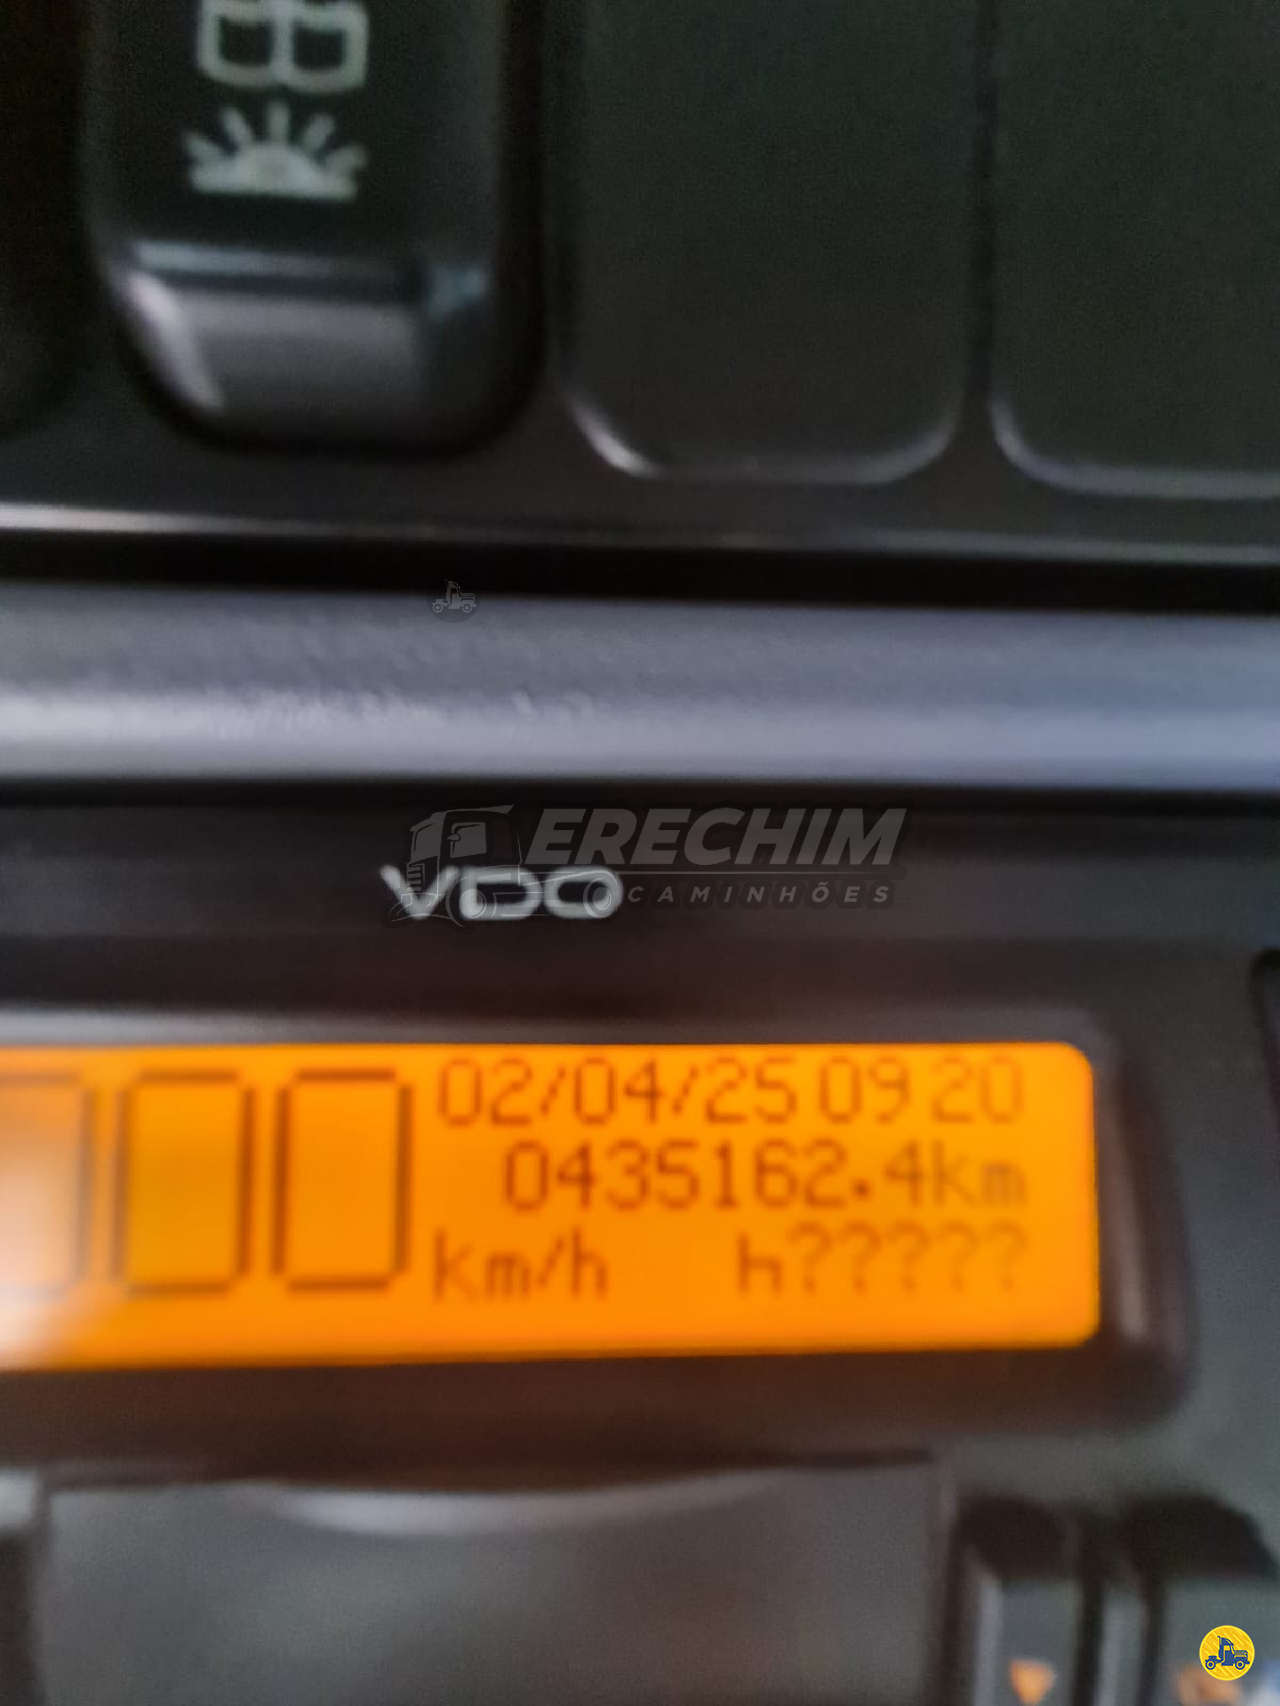 ERECHIM
CAMINHÕES
VDO
02/04/25 09 20
0435162.4km
km/h h?????